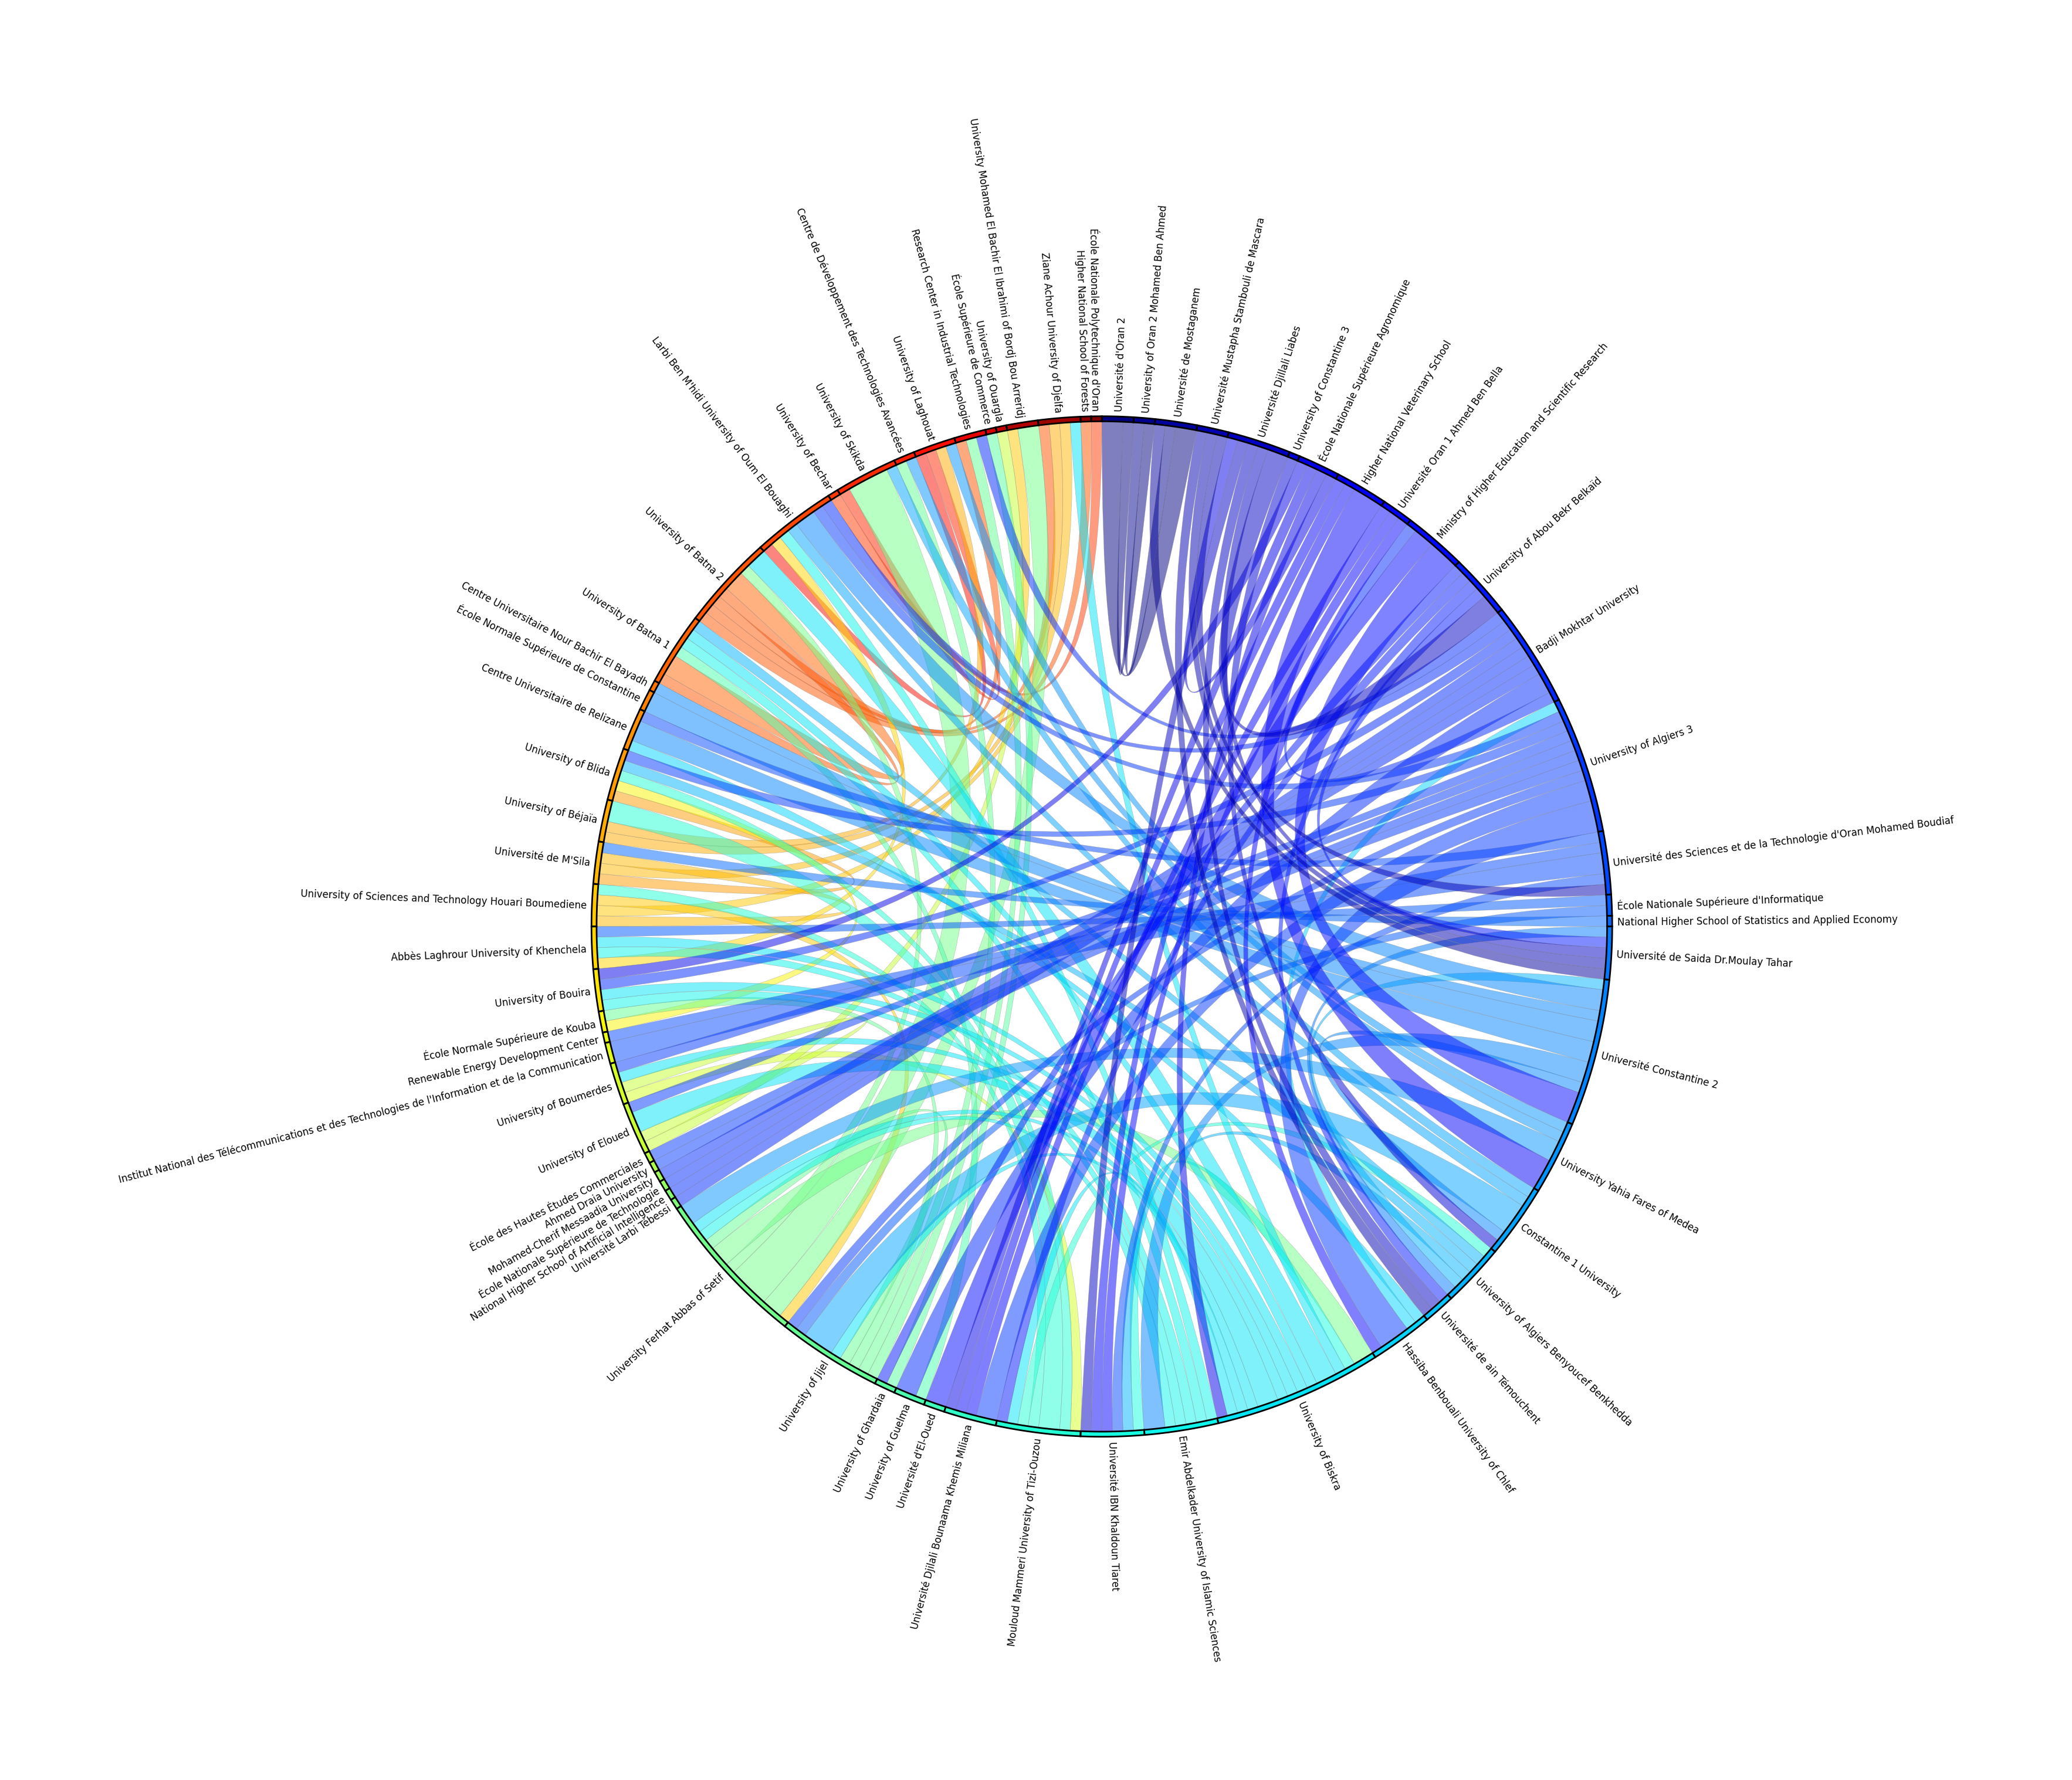 Université d'Oran 2
University of Oran 2 Mohamed Ben Ahmed
Université de Mostaganem
Université Mustapha Stambouli de Mascara
Université Djillali Liabes
University of Constantine 3
École Nationale Supérieure Agronomique
Higher National Veterinary School
Université Oran 1 Ahmed Ben Bella
Ministry of Higher Education and Scientific Research
University of Abou Bekr Belkaïd
Badji Mokhtar University
University of Algiers 3
Université des Sciences et de la Technologie d'Oran Mohamed Boudiaf
École Nationale Supérieure d'Informatique
National Higher School of Statistics and Applied Economy
Université de Saida Dr.Moulay Tahar
Université Constantine 2
University Yahia Fares of Medea
Constantine 1 University
University of Algiers Benyoucef Benkhedda
Université de ain Témouchent
Hassiba Benbouali University of Chlef
University of Biskra
Emir Abdelkader University of Islamic Sciences
Université IBN Khaldoun Tiaret
Mouloud Mammeri University of Tizi-Ouzou
Université Djilali Bounaama Khemis Miliana
Université d'El-Oued
University of Guelma
University of Ghardaia
University of Jijel
University Ferhat Abbas of Setif
Université Larbi Tebessi
National Higher School of Artificial Intelligence
École Nationale Supérieure de Technologie
Mohamed-Cherif Messaadia University
Ahmed Draia University
École des Hautes Études Commerciales
University of Eloued
University of Boumerdes
Institut National des Télécommunications et des Technologies de l'Information et de la Communication
Renewable Energy Development Center
École Normale Supérieure de Kouba
University of Bouira
Abbès Laghrour University of Khenchela
University of Sciences and Technology Houari Boumediene
Université de M'Sila
University of Béjaïa
University of Blida
Centre Universitaire de Relizane
École Normale Supérieure de Constantine
Centre Universitaire Nour Bachir El Bayadh
University of Batna 1
University of Batna 2
Larbi Ben M'hidi University of Oum El Bouaghi
University of Bechar
University of Skikda
Centre de Développement des Technologies Avancées
University of Laghouat
Research Center in Industrial Technologies
École Supérieure de Commerce
University of Ouargla
University Mohamed El Bachir El Ibrahimi of Bordj Bou Arreridj
Ziane Achour University of Djelfa
Higher National School of Forests
École Nationale Polytechnique d'Oran